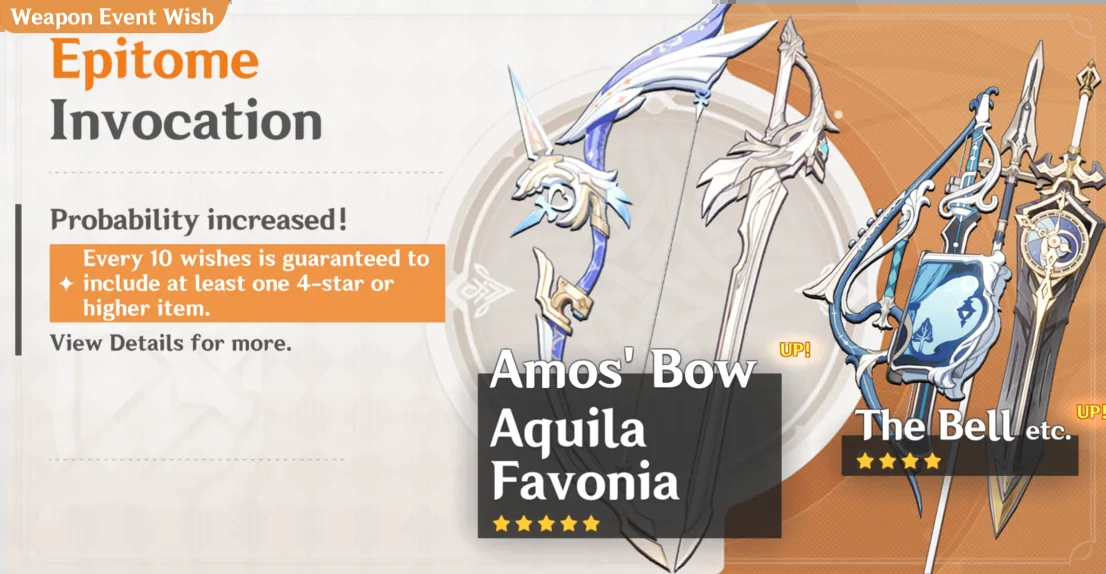 Weapon Event Wish
Epitome
Invocation
Probability increased!
Every 10 wishes is guaranteed to
include at least one 4-star or
higher item.
View Details for more.
UP!
Amos' Bow
Aquila
Favonia
UP!
The Bell etc.